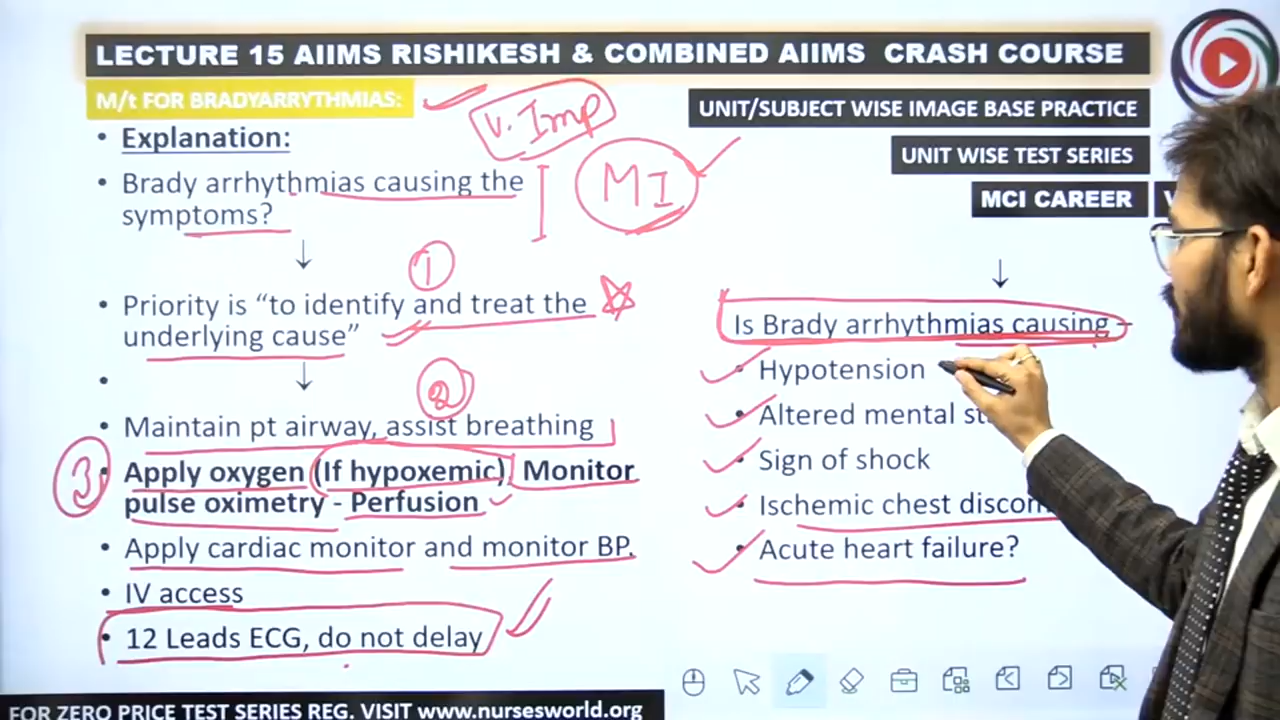 LECTURE 15 AIIMS RISHIKESH & COMBINED AIIMS CRASH COURSE
M/t FOR BRADYARRYTHMIAS:
v. Imp
UNIT/SUBJECT WISE IMAGE BASE PRACTICE
UNIT WISE TEST SERIES
MCI CAREER
• Explanation:
• Brady arrhythmias causing the
symptoms?
MI
↓
1
• Priority is “to identify and treat the
underlying cause”
↓
2
•
• Maintain pt airway, assist breathing
3
• Apply oxygen (If hypoxemic), Monitor
pulse oximetry - Perfusion
• Apply cardiac monitor and monitor BP.
• IV access
• 12 Leads ECG, do not delay
↓
Is Brady arrhythmias causing –
• Hypotension
• Altered mental
• Sign of shock
• Ischemic chest
• Acute heart failure?
FOR ZERO PRICE TEST SERIES REG. VISIT www.nursesworld.org